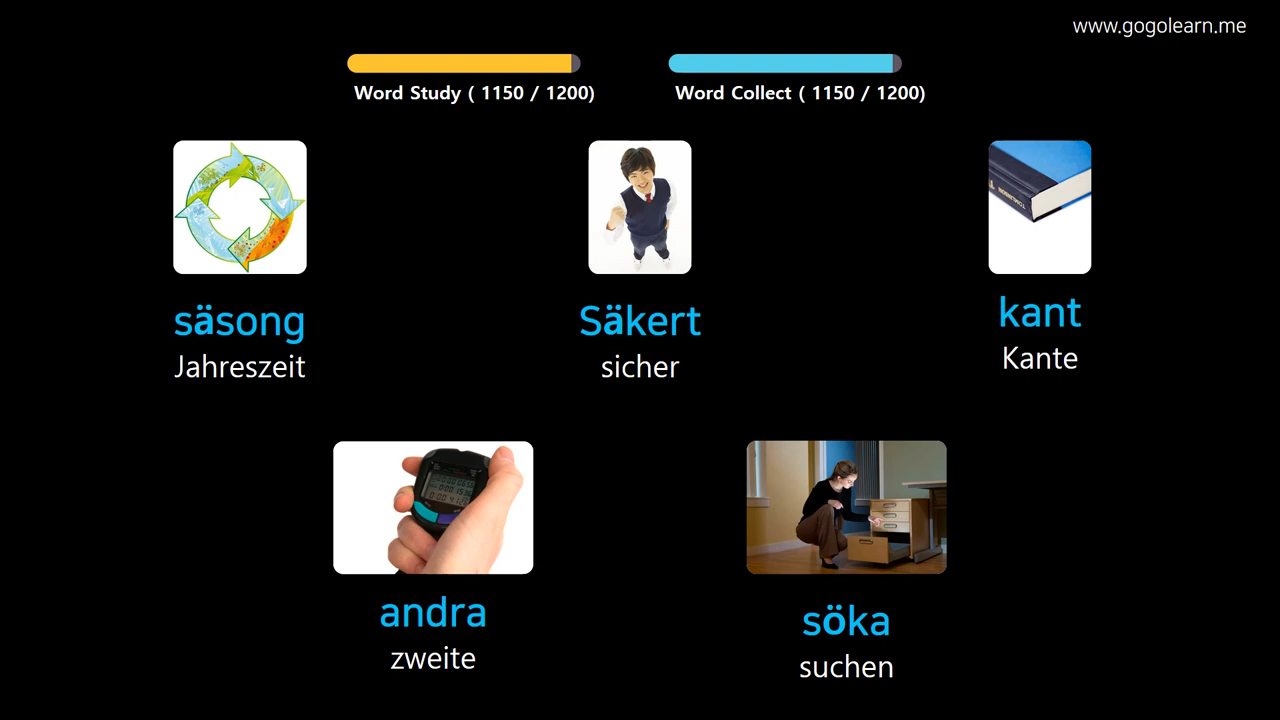 www.gogolearn.me
Word Study ( 1150 / 1200)
Word Collect ( 1150 / 1200)
TOMLINSON
säsong
Jahreszeit
Säkert
sicher
kant
Kante
andra
zweite
söka
suchen